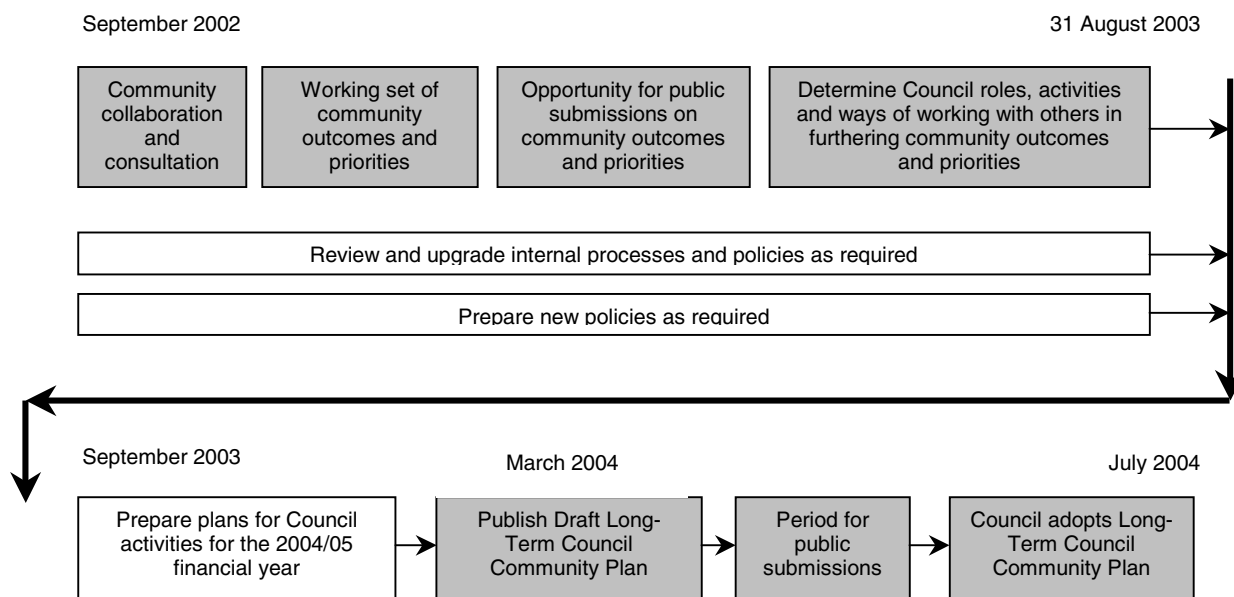 September 2002
31 August 2003
Community
collaboration
and
consultation
Working set of
community
outcomes and
priorities
Opportunity for public
submissions on
community outcomes
and priorities
Determine Council roles, activities
and ways of working with others in
furthering community outcomes
and priorities
Review and upgrade internal processes and policies as required
Prepare new policies as required
September 2003
March 2004
July 2004
Prepare plans for Council
activities for the 2004/05
financial year
Publish Draft Long-
Term Council
Community Plan
Period for
public
submissions
Council adopts Long-
Term Council
Community Plan